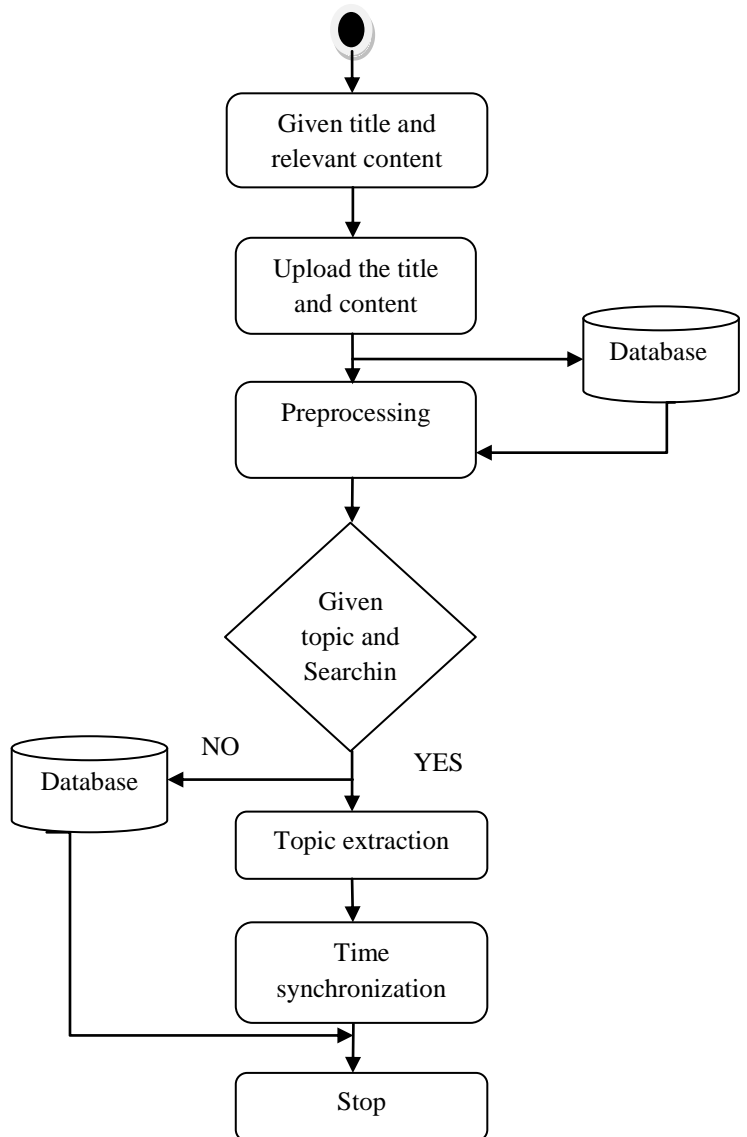 Given title and
relevant content
Upload the title
and content
Database
Preprocessing
Given
topic and
Searchin
NO
YES
Database
Topic extraction
Time
synchronization
Stop